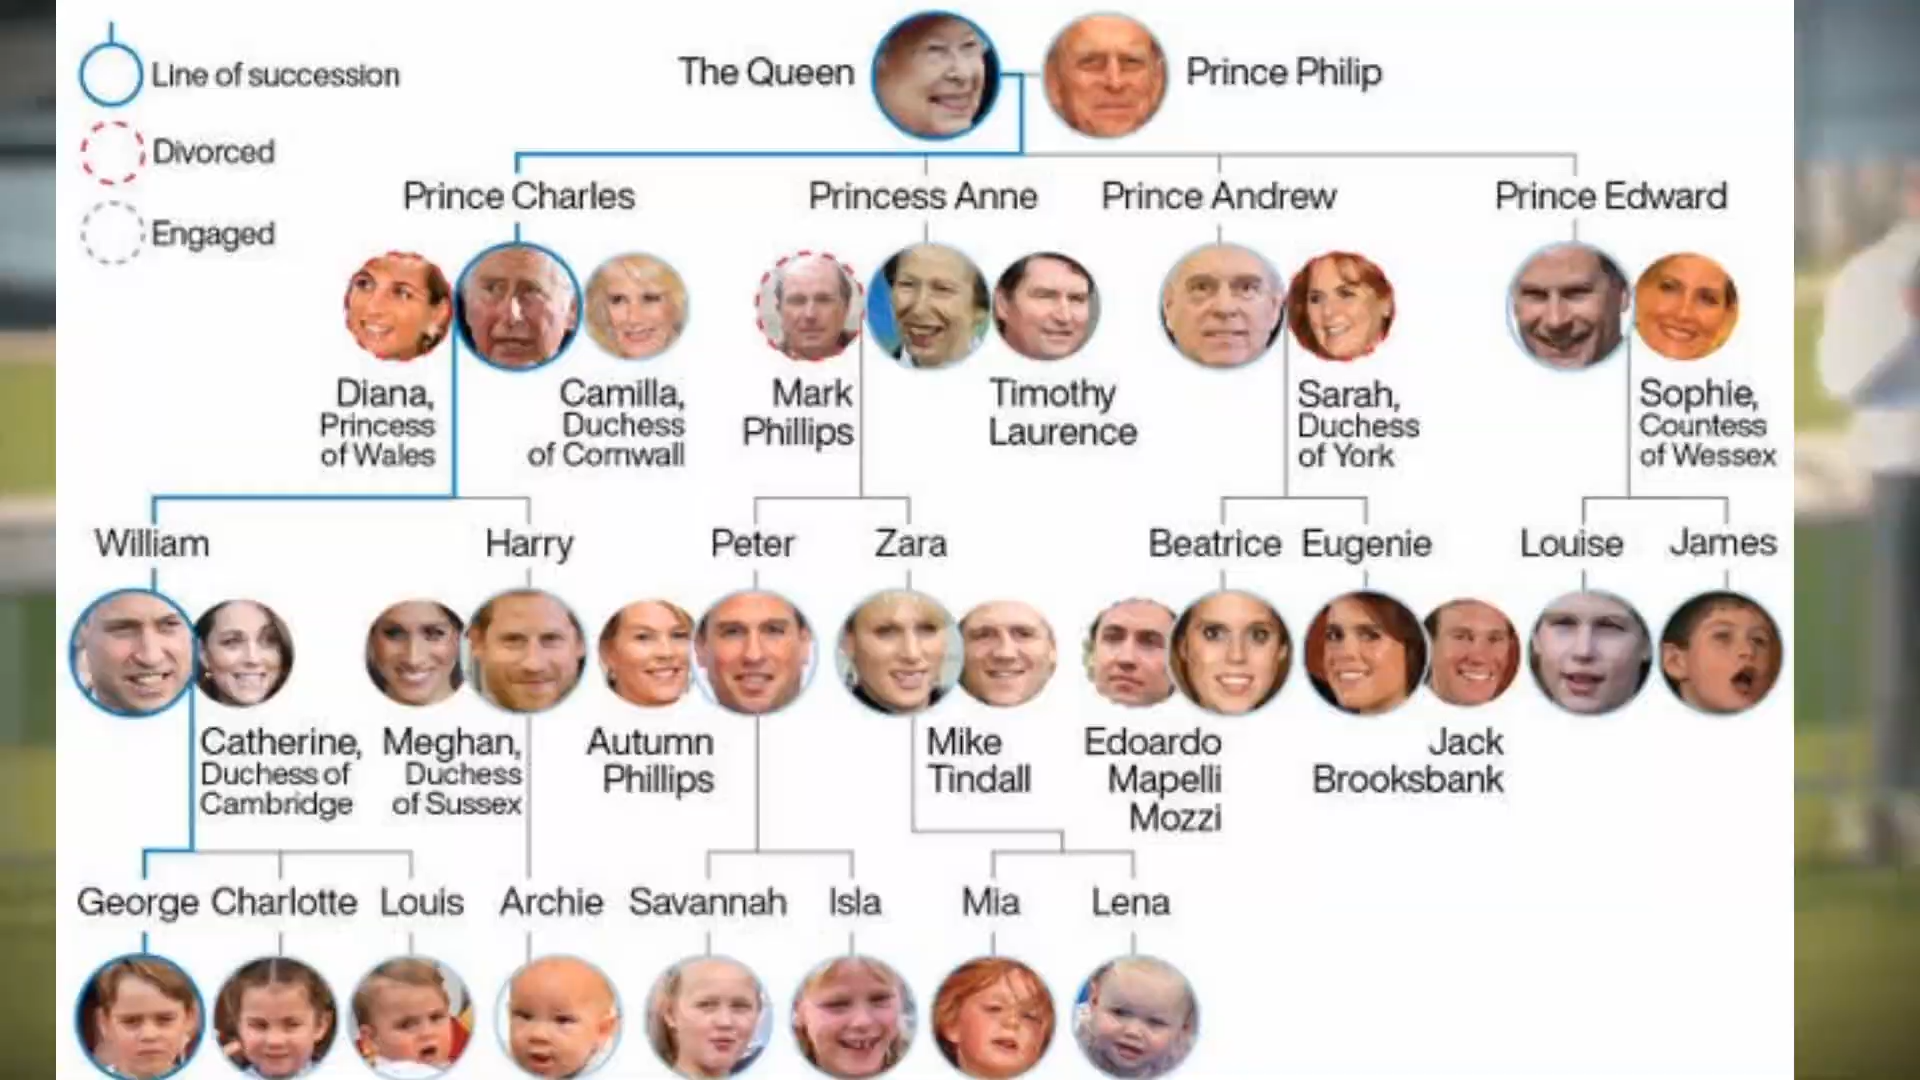 Line of succession
Divorced
Engaged
The Queen
Prince Philip
Prince Charles
Princess Anne
Prince Andrew
Prince Edward
Diana,
Princess
of Wales
Camilla,
Duchess
of Cornwall
Mark
Phillips
Timothy
Laurence
Sarah,
Duchess
of York
Sophie,
Countess
of Wessex
William
Harry
Peter
Zara
Beatrice
Eugenie
Louise
James
Catherine,
Duchess of
Cambridge
Meghan,
Duchess
of Sussex
Autumn
Phillips
Mike
Tindall
Edoardo
Mapelli
Mozzi
Jack
Brooksbank
George
Charlotte
Louis
Archie
Savannah
Isla
Mia
Lena